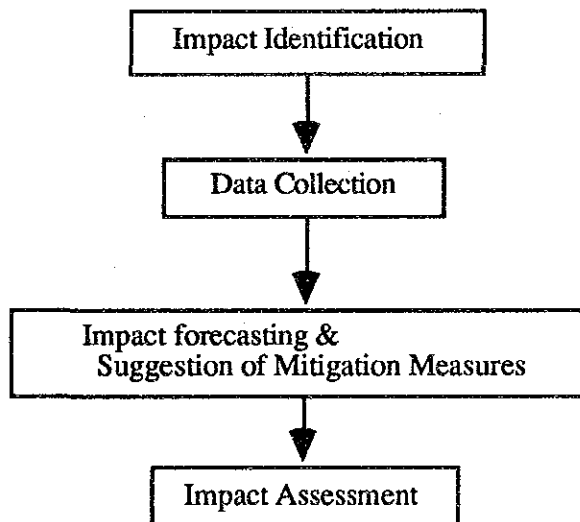 Impact Identification
Data Collection
Impact forecasting &
Suggestion of Mitigation Measures
Impact Assessment